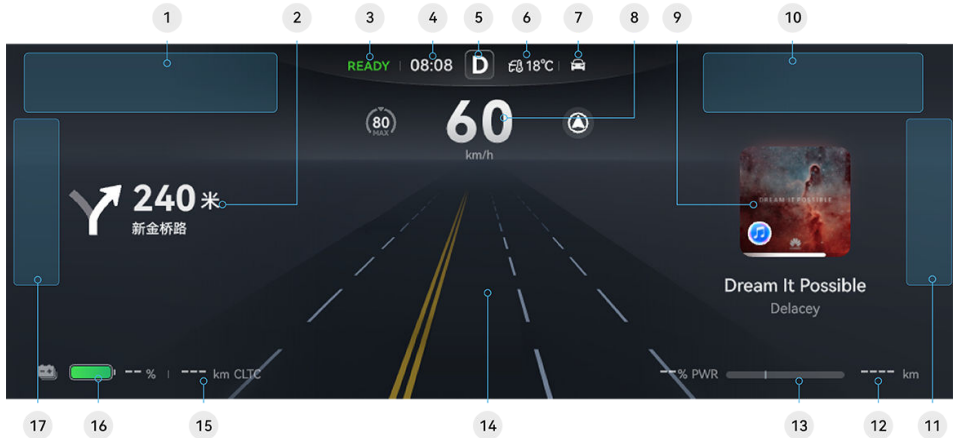 1 2 3 4 5 6 7 8 9 10
READY 08:08 D 18℃
80
MAX
60
km/h
240 米
新金桥路
DREAM IT POSSIBLE
HUAWEI
Dream It Possible
Delacey
-- % --- km CLTC
--% PWR ---- km
17 16 15 14 13 12 11